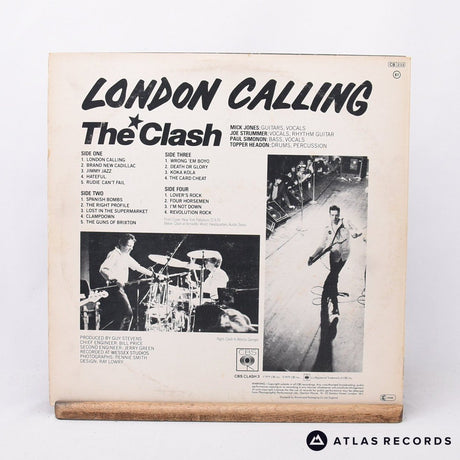 LONDON CALLING
The Clash
MICK JONES: GUITARS, VOCALS
JOE STRUMMER: VOCALS, RHYTHM GUITAR
PAUL SIMONON: BASS, VOCALS
TOPPER HEADON: DRUMS, PERCUSSION
SIDE ONE
1. LONDON CALLING
2. BRAND NEW CADILLAC
3. JIMMY JAZZ
4. HATEFUL
5. RUDIE CAN'T FAIL
SIDE TWO
1. SPANISH BOMBS
2. THE RIGHT PROFILE
3. LOST IN THE SUPERMARKET
4. CLAMPDOWN
5. THE GUNS OF BRIXTON
SIDE THREE
1. WRONG 'EM BOYO
2. DEATH OR GLORY
3. KOKA KOLA
4. THE CARD CHEAT
SIDE FOUR
1. LOVER'S ROCK
2. FOUR HORSEMEN
3. I'M NOT DOWN
4. REVOLUTION ROCK
PRODUCED BY GUY STEVENS
CHIEF ENGINEER: BILL PRICE
SECOND ENGINEER: JERRY GREEN
RECORDED AT WESSEX STUDIOS
PHOTOGRAPHS: PENNIE SMITH
DESIGN: RAY LOWRY
CBS
CBS CLASH 3
ATLAS RECORDS